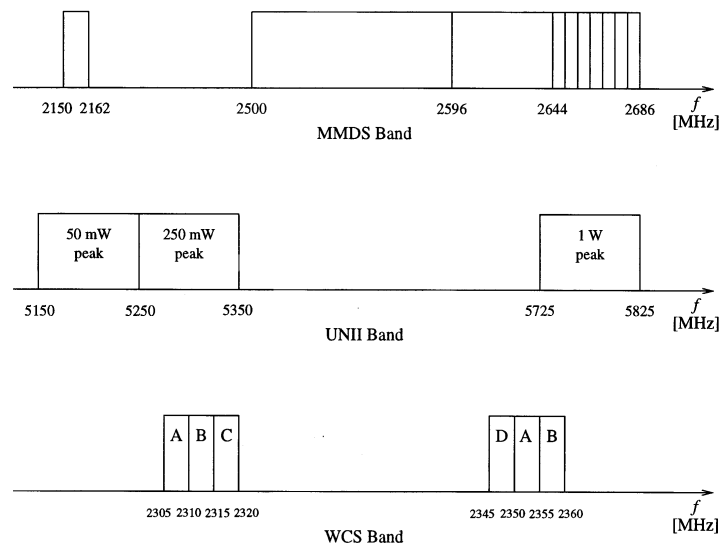 2150 2162 2500 2596 2644 2686 f
[MHz]
MMDS Band
50 mW
peak
250 mW
peak
1 W
peak
5150 5250 5350 5725 5825 f
[MHz]
UNII Band
A B C D A B
2305 2310 2315 2320 2345 2350 2355 2360 f
[MHz]
WCS Band